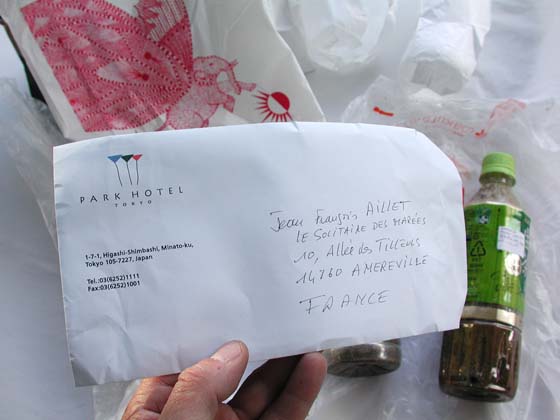 PARK HOTEL
TOKYO
1-7-1, Higashi-Shimbashi, Minato-ku,
Tokyo 105-7227, Japan
Tel.:03(6252)1111
Fax:03(6252)1001
Jean François AILLET
LE SOLITAIRE DES MARÉES
10, Allée des Tilleuls
14760 AMEREVILLE
FRANCE